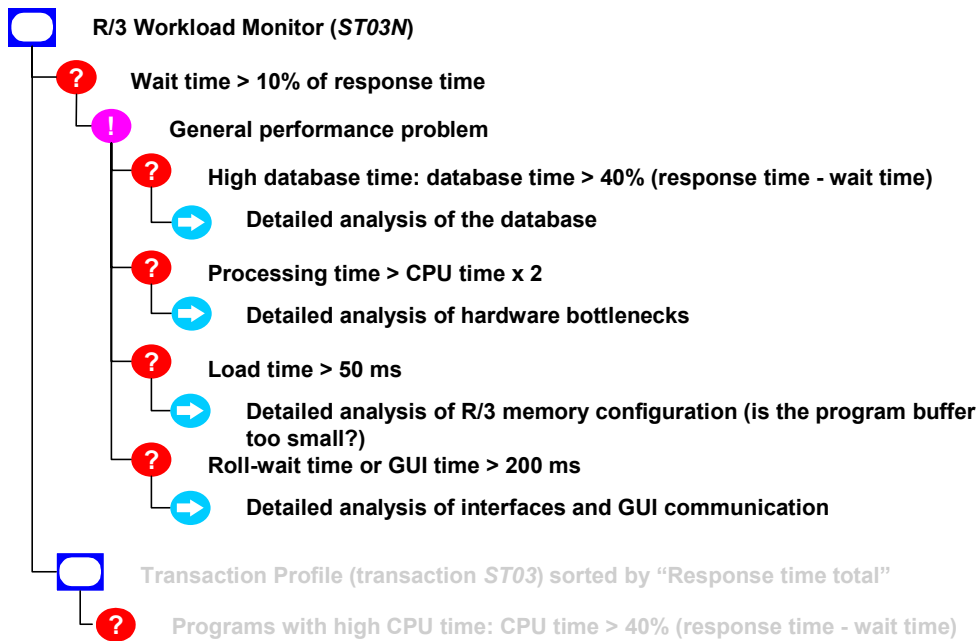 R/3 Workload Monitor (ST03N)
? Wait time > 10% of response time
! General performance problem
? High database time: database time > 40% (response time - wait time)
Detailed analysis of the database
? Processing time > CPU time x 2
Detailed analysis of hardware bottlenecks
? Load time > 50 ms
Detailed analysis of R/3 memory configuration (is the program buffer
too small?)
? Roll-wait time or GUI time > 200 ms
Detailed analysis of interfaces and GUI communication
Transaction Profile (transaction ST03) sorted by “Response time total”
? Programs with high CPU time: CPU time > 40% (response time - wait time)